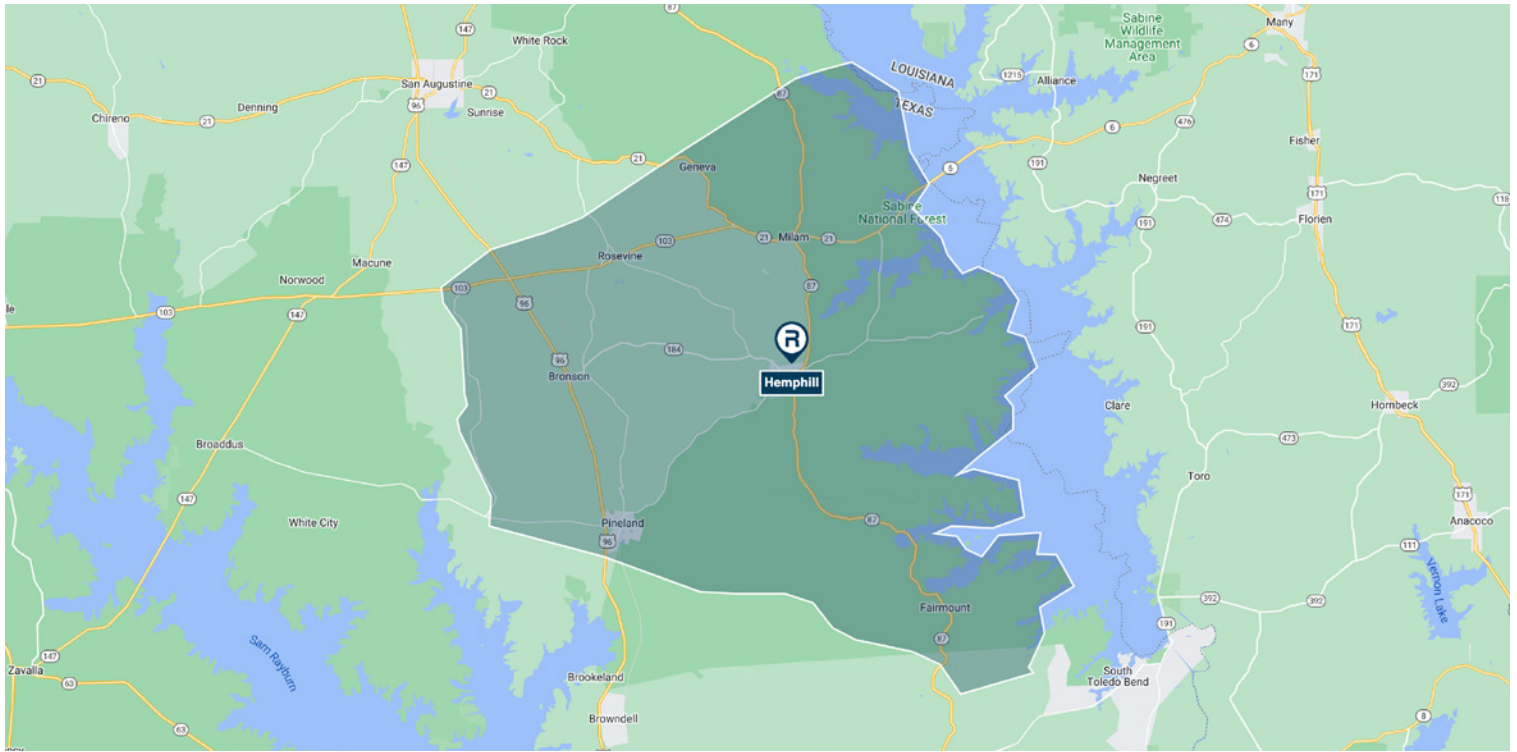 87
147
White Rock
Many
Sabine
Wildlife
Management
Area
6
LOUISIANA
171
21
San Augustine
1215
Alliance
96
21
87
TEXAS
Denning
Sunrise
476
Chireno
21
6
Fisher
147
21
191
6
Geneva
Negreet
171
118
Sabine
National Forest
474
Florien
191
103
21
Milam
21
Rosevine
Macune
Norwood
87
103
96
le
103
147
191
171
R
184
96
Bronson
Hemphill
392
Clare
Hornbeck
473
Broaddus
Toro
147
171
White City
Pineland
87
Anacoco
96
111
Vernon Lake
392
392
Fairmount
191
87
Sam Rayburn
147
Zavalla
63
Brookeland
South
Toledo Bend
Browndell
8
63